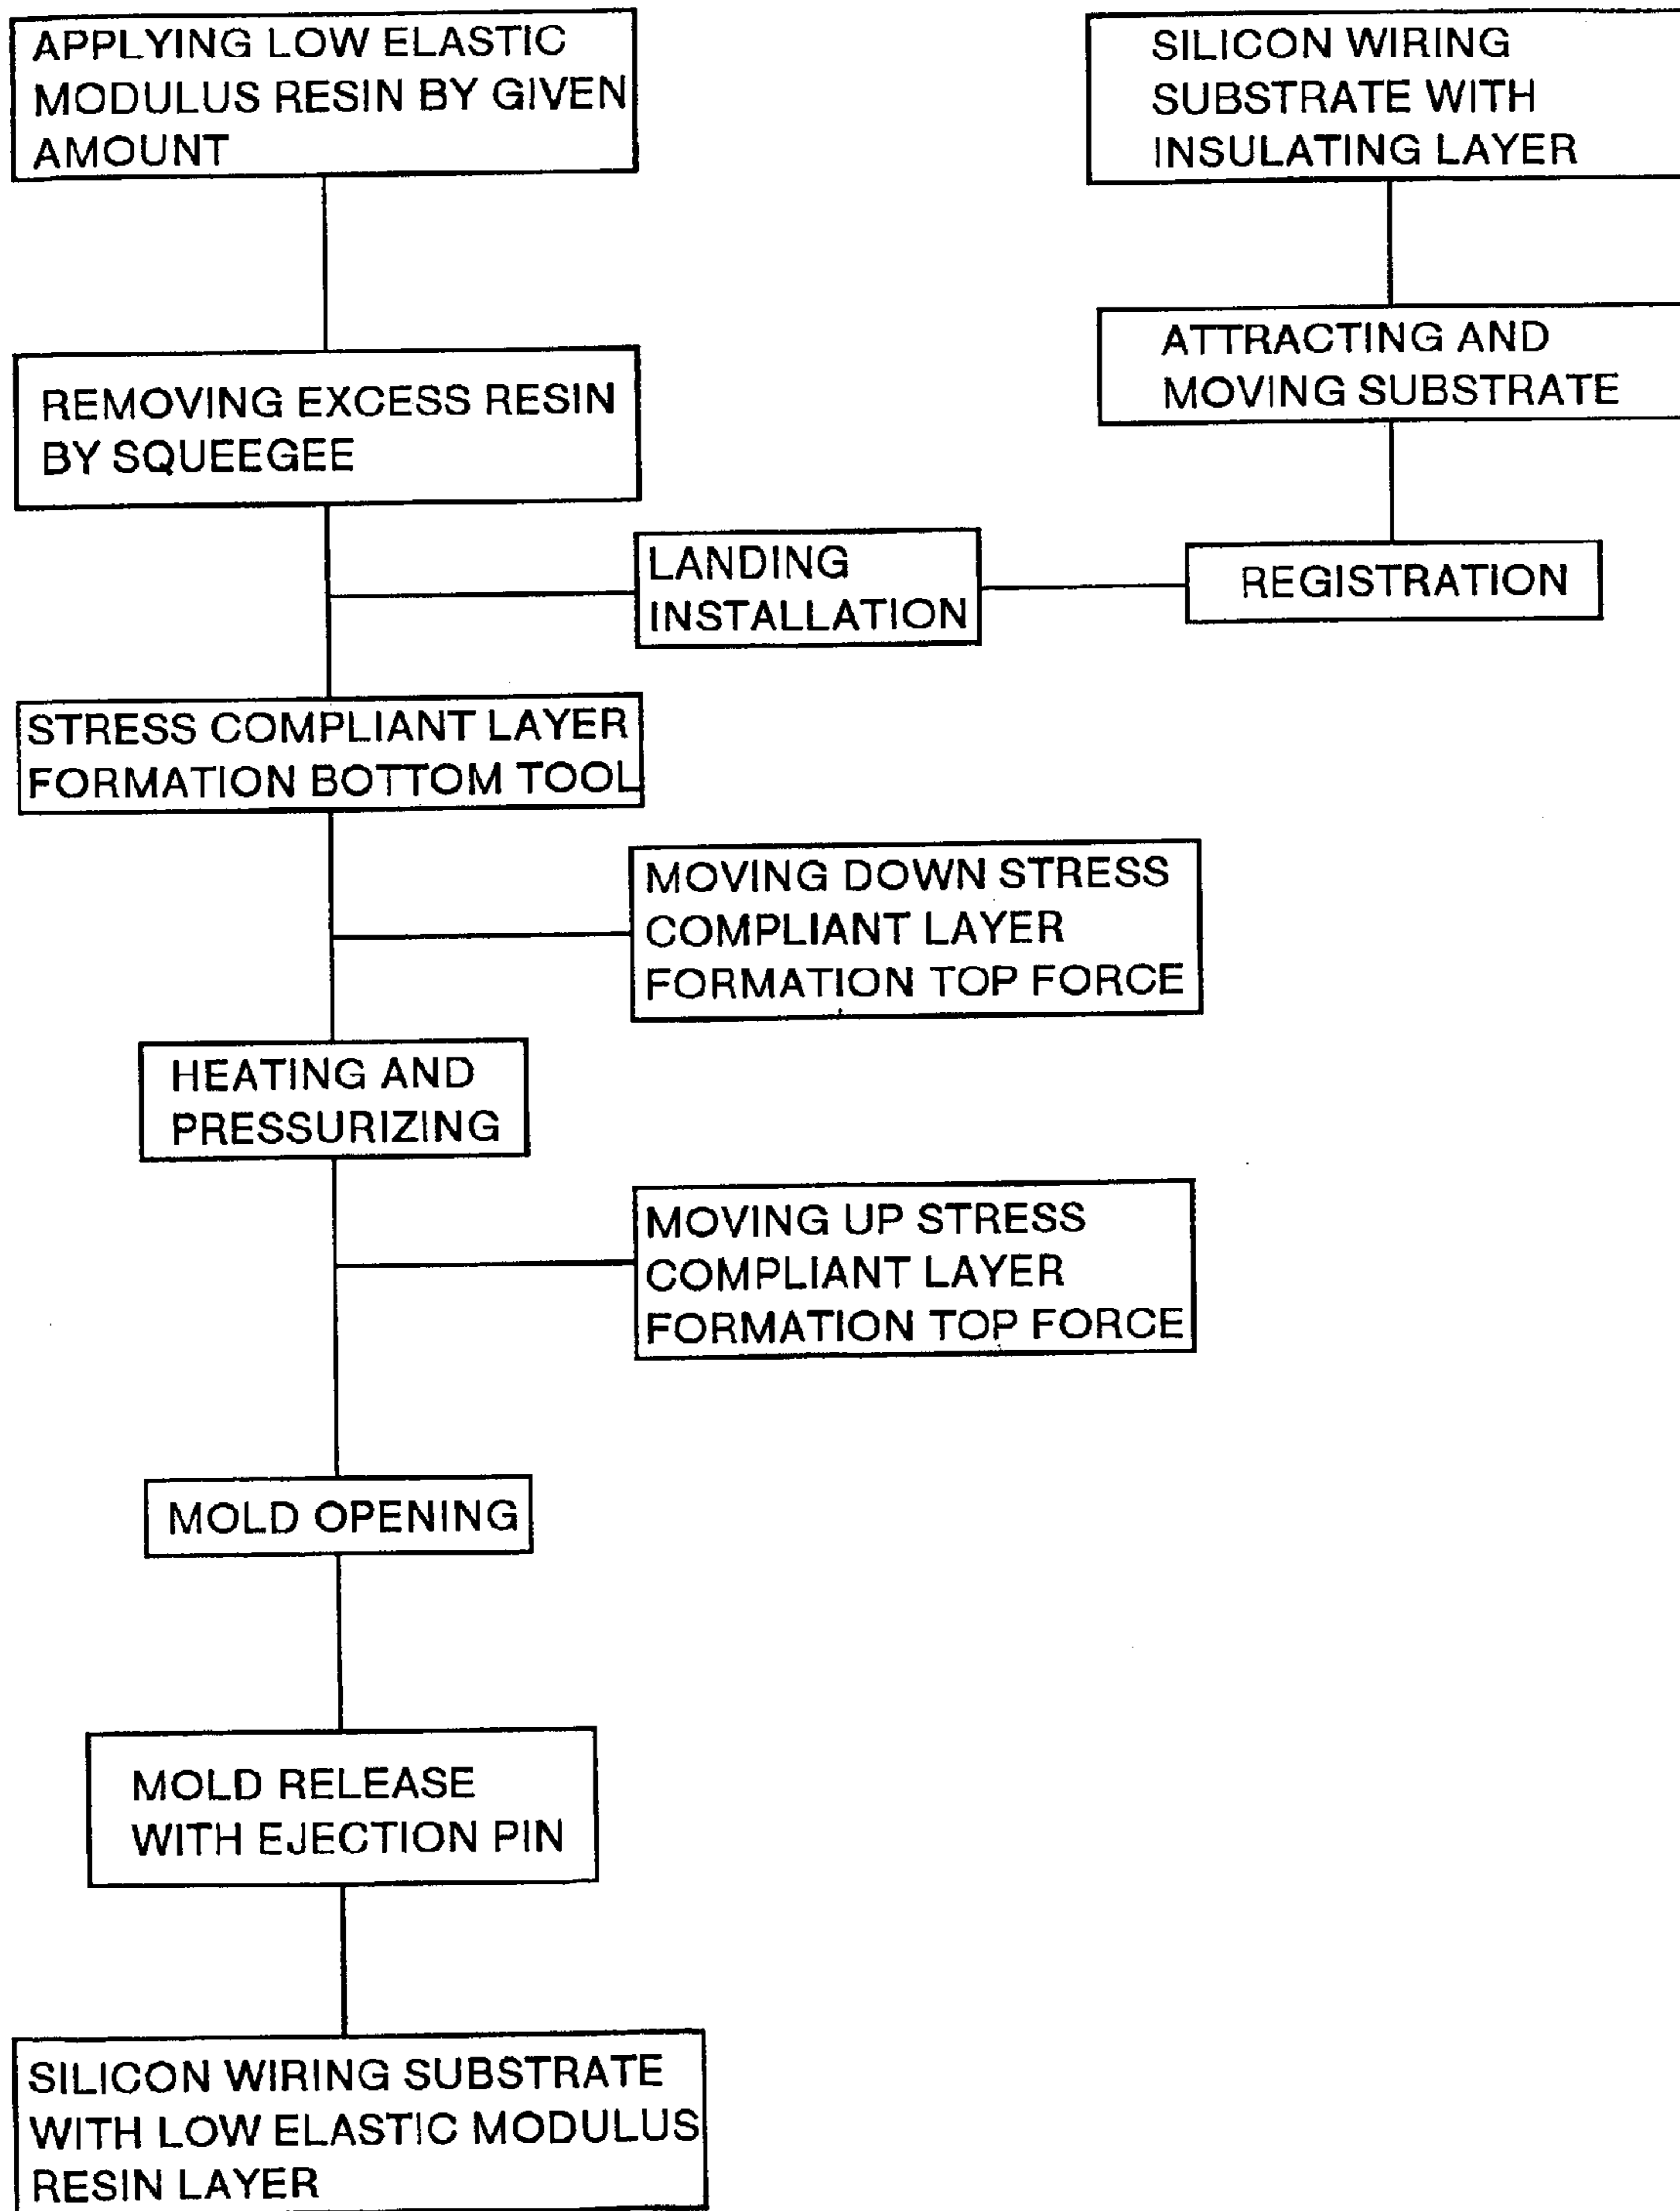 APPLYING LOW ELASTIC
MODULUS RESIN BY GIVEN
AMOUNT
SILICON WIRING
SUBSTRATE WITH
INSULATING LAYER
ATTRACTING AND
MOVING SUBSTRATE
REMOVING EXCESS RESIN
BY SQUEEGEE
LANDING
INSTALLATION
REGISTRATION
STRESS COMPLIANT LAYER
FORMATION BOTTOM TOOL
MOVING DOWN STRESS
COMPLIANT LAYER
FORMATION TOP FORCE
HEATING AND
PRESSURIZING
MOVING UP STRESS
COMPLIANT LAYER
FORMATION TOP FORCE
MOLD OPENING
MOLD RELEASE
WITH EJECTION PIN
SILICON WIRING SUBSTRATE
WITH LOW ELASTIC MODULUS
RESIN LAYER